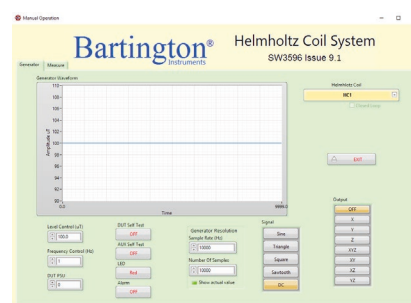 Manual Operation
Bartington®
Instruments
Helmholtz Coil System
SW3596 Issue 9.1
Generator
Measure
Generator Waveform
Helmholtz Coil
HC1
Closed Loop
110
108
106
104
102
100
98
96
94
92
90
Amplitude uT
0.0
9999.0
Time
EXIT
Output
OFF
X
Y
Z
XYZ
XY
XZ
YZ
Level Control (uT)
100.0
Frequency Control (Hz)
1
DUT PSU
0
DUT Self Test
OFF
AUX Self Test
OFF
LED
Red
Alarm
OFF
Generator Resolution
Sample Rate (Hz)
10000
Number Of Samples
10000
Show actual value
Signal
Sine
Triangle
Square
Sawtooth
DC